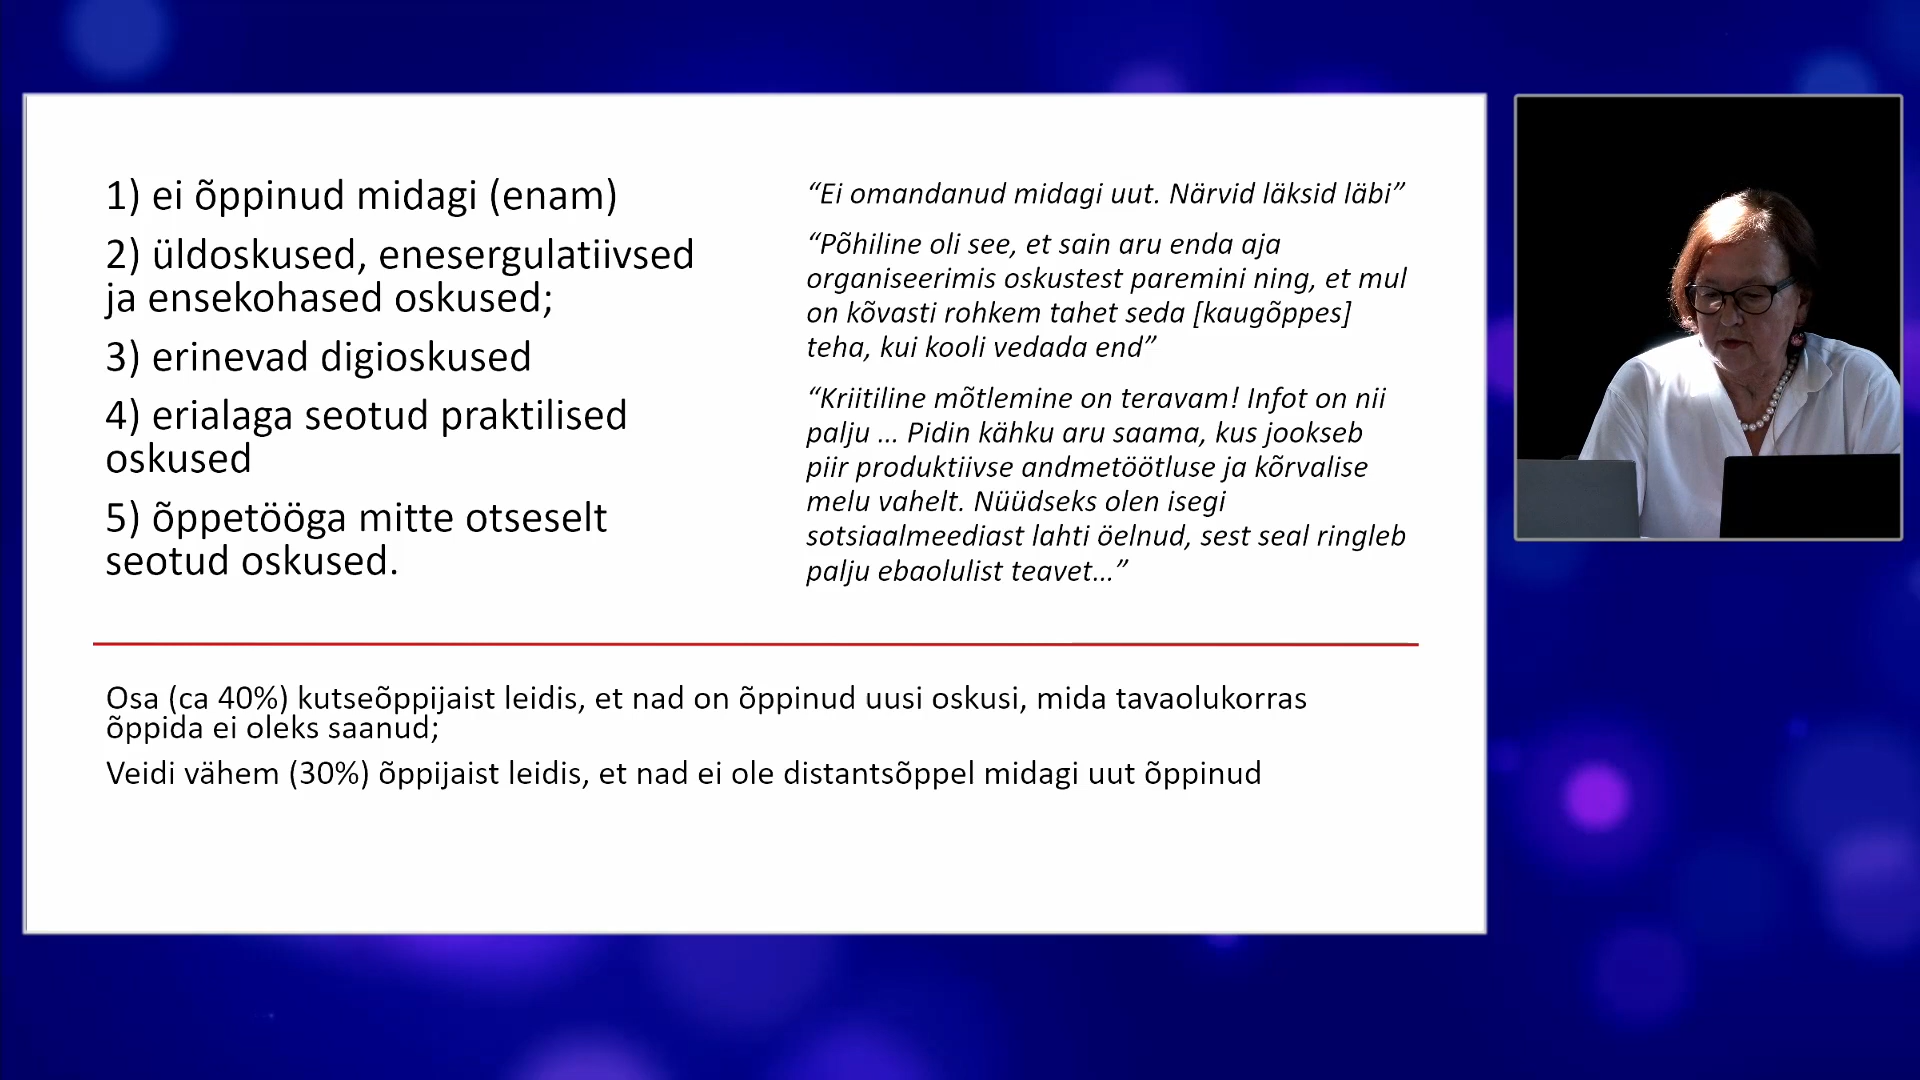 1) ei õppinud midagi (enam)
2) üldoskused, enesergulatiivsed
ja ensekohased oskused;
3) erinevad digioskused
4) erialaga seotud praktilised
oskused
5) õppetööga mitte otseselt
seotud oskused.
“Ei omandanud midagi uut. Närvid läksid läbi”
“Põhiline oli see, et sain aru enda aja
organiseerimis oskustest paremini ning, et mul
on kõvasti rohkem tahet seda [kaugõppes]
teha, kui kooli vedada end”
“Kriitiline mõtlemine on teravam! Infot on nii
palju ... Pidin kähku aru saama, kus jookseb
piir produktiivse andmetöötluse ja kõrvalise
melu vahelt. Nüüdseks olen isegi
sotsiaalmeediast lahti öelnud, sest seal ringleb
palju ebaolulist teavet...”
Osa (ca 40%) kutseõppijaist leidis, et nad on õppinud uusi oskusi, mida tavaolukorras
õppida ei oleks saanud;
Veidi vähem (30%) õppijaist leidis, et nad ei ole distantsõppel midagi uut õppinud